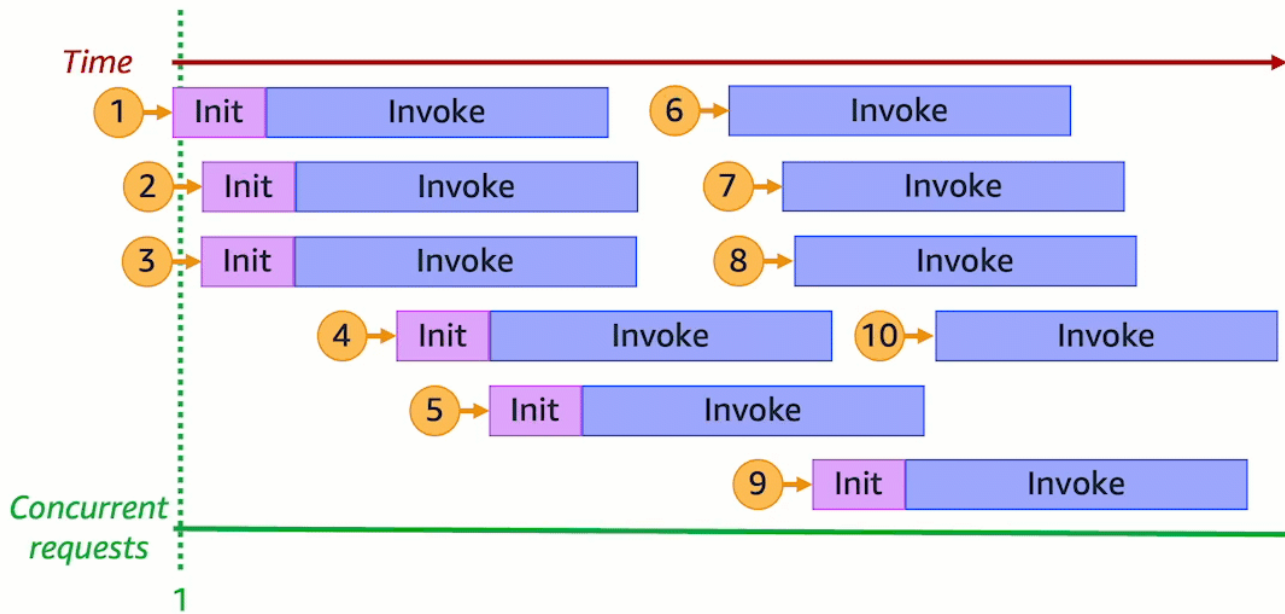 Time
1 Init Invoke 6 Invoke
2 Init Invoke 7 Invoke
3 Init Invoke 8 Invoke
4 Init Invoke 10 Invoke
5 Init Invoke
9 Init Invoke
Concurrent
requests
1